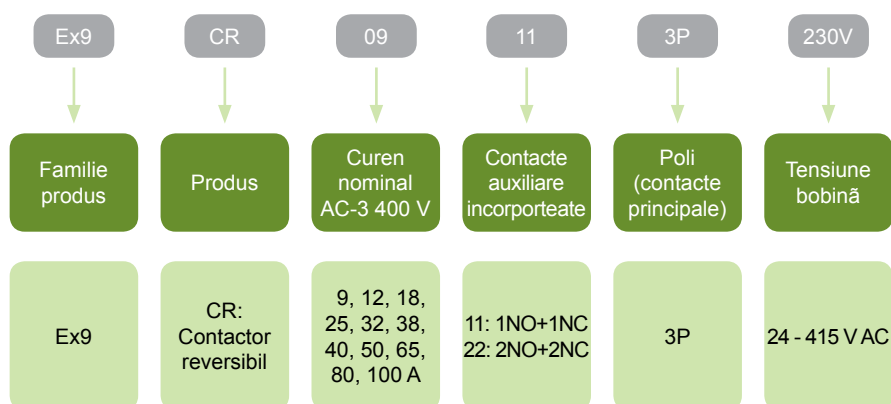 Ex9 CR 09 11 3P 230V
Familie
produs
Produs
Curen
nominal
AC-3 400 V
Contacte
auxiliare
incorporteate
Poli
(contacte
principale)
Tensiune
bobinã
Ex9
CR:
Contactor
reversibil
9, 12, 18,
25, 32, 38,
40, 50, 65,
80, 100 A
11: 1NO+1NC
22: 2NO+2NC
3P
24 - 415 V AC